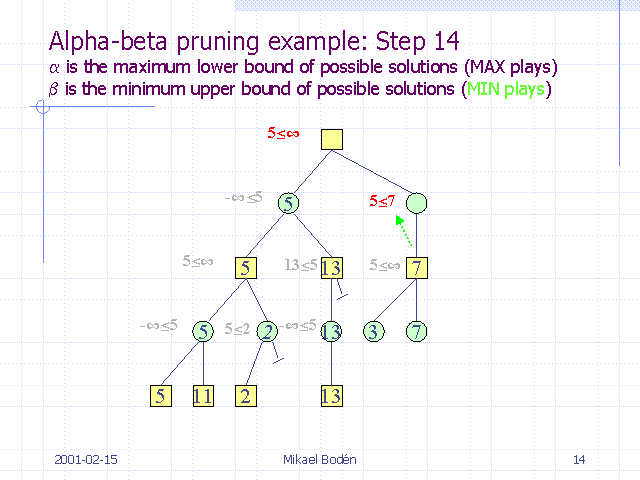 Alpha-beta pruning example: Step 14
α is the maximum lower bound of possible solutions (MAX plays)
β is the minimum upper bound of possible solutions (MIN plays)
5≤∞
-∞≤5 5 5≤7
5≤∞ 5 13≤5 13 5≤∞ 7
-∞≤5 5 5≤2 2 -∞≤5 13 3 7
5 11 2 13
2001-02-15 Mikael Bodén 14